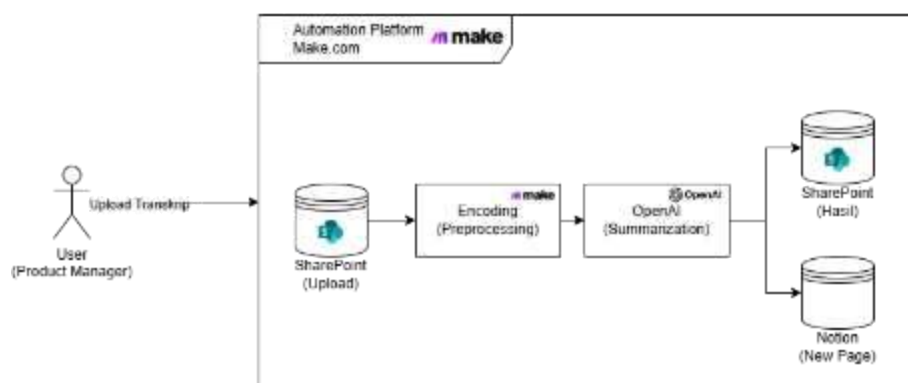 Automation Platform
Make.com
make
Upload Transkrip
User
(Product Manager)
SharePoint
(Upload)
make
Encoding
(Preprocessing)
OpenAI
OpenAI
(Summarization)
SharePoint
(Hasil)
Notion
(New Page)